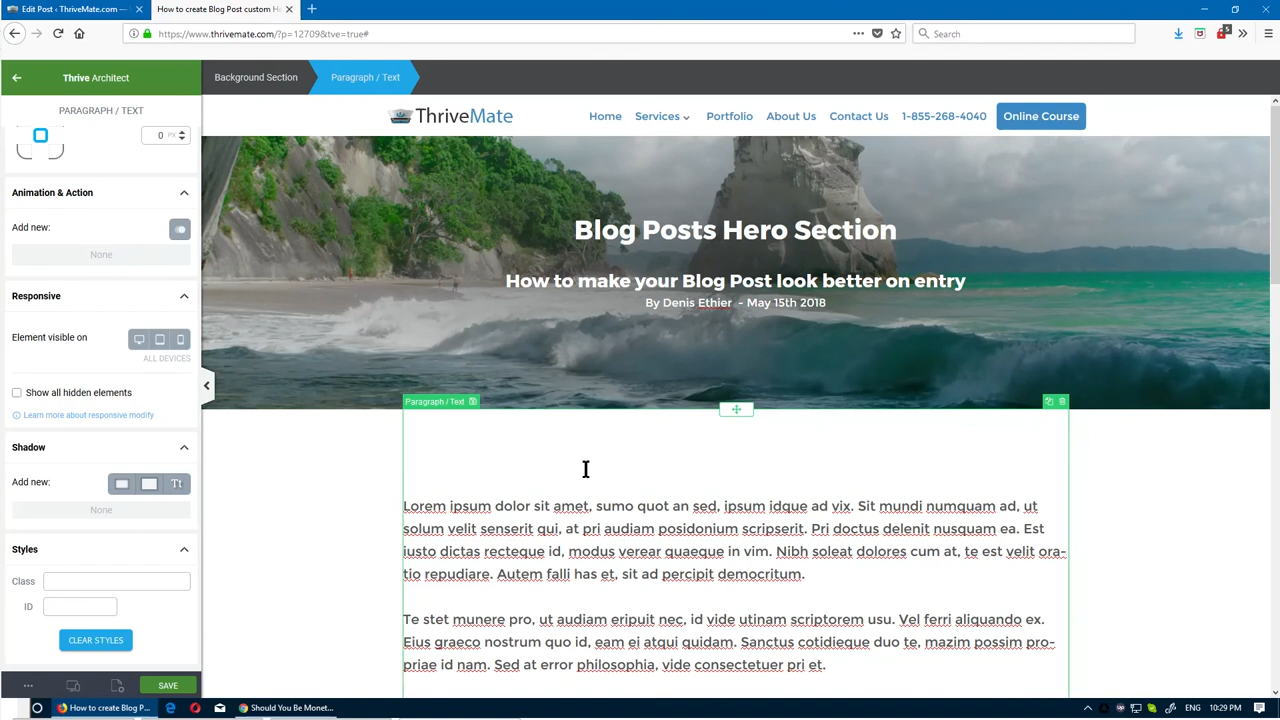 Edit Post ‹ ThriveMate.com —
How to create Blog Post custom H
https://www.thrivemate.com/?p=12709&tve=true#
Search
5
Thrive Architect
Background Section
Paragraph / Text
PARAGRAPH / TEXT
0 PX
Animation & Action
Add new:
None
Responsive
Element visible on
ALL DEVICES
Show all hidden elements
Learn more about responsive modify
Shadow
Add new:
Tt
None
Styles
Class
ID
CLEAR STYLES
SAVE
ThriveMate
Home
Services
Portfolio
About Us
Contact Us
1-855-268-4040
Online Course
Blog Posts Hero Section
How to make your Blog Post look better on entry
By Denis Ethier - May 15th 2018
Paragraph / Text
Lorem ipsum dolor sit amet, sumo quot an sed, ipsum idque ad vix. Sit mundi numquam ad, ut
solum velit senserit qui, at pri audiam posidonium scripserit. Pri doctus delenit nusquam ea. Est
iusto dictas recteque id, modus verear quaeque in vim. Nibh soleat dolores cum at, te est velit ora-
tio repudiare. Autem falli has et, sit ad percipit democritum.
Te stet munere pro, ut audiam eripuit nec, id vide utinam scriptorem usu. Vel ferri aliquando ex.
Eius graeco nostrum quo id, eam ei atqui quidam. Sanctus cotidieque duo te, mazim possim pro-
priae id nam. Sed at error philosophia, vide consectetuer pri et.
How to create Blog P...
Should You Be Monet...
ENG
10:29 PM